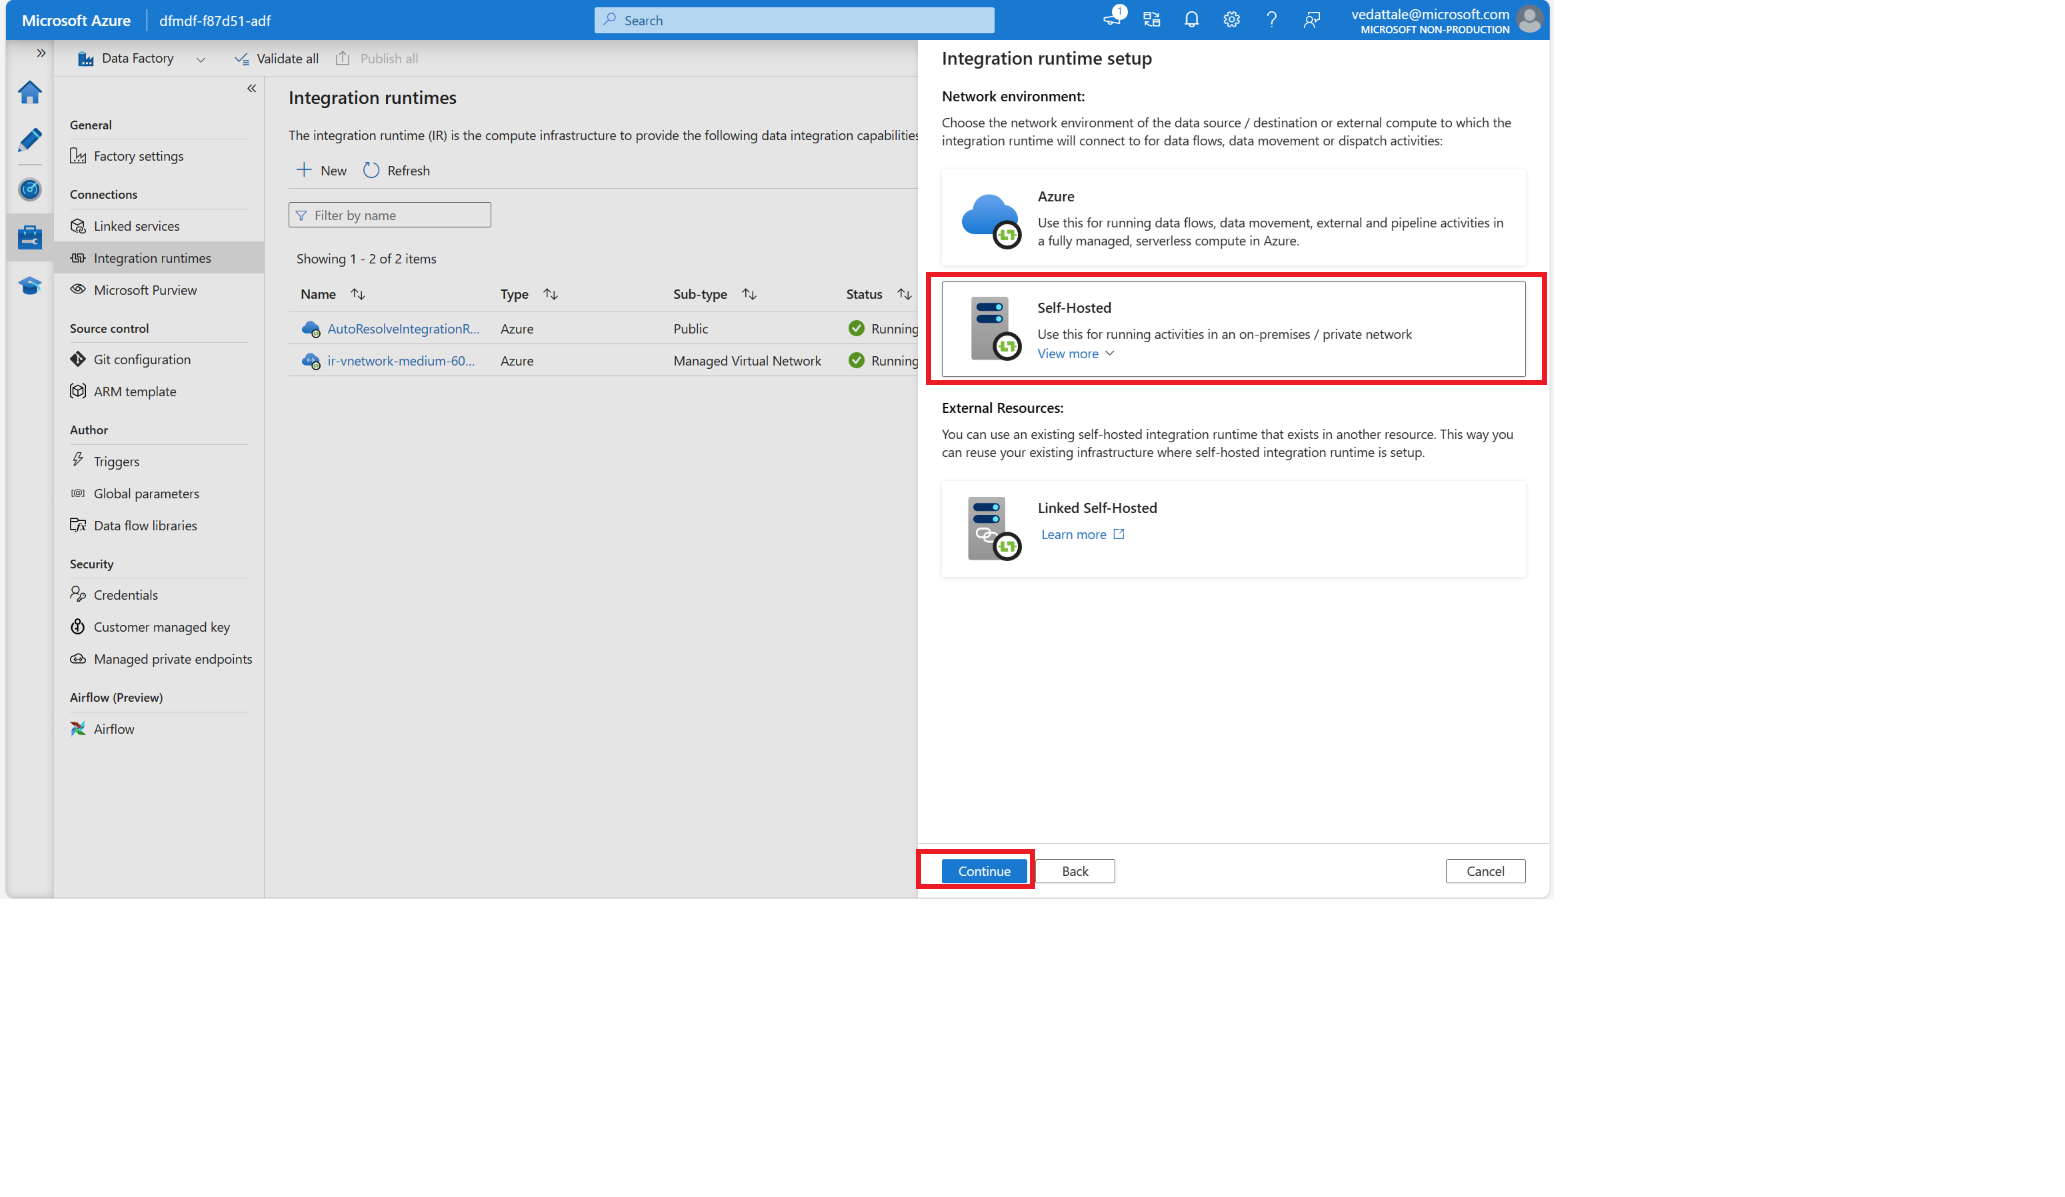 Microsoft Azure
dfmdf-f87d51-adf
Search
1
vedattale@microsoft.com
MICROSOFT NON-PRODUCTION
Data Factory
Validate all
Publish all
General
Factory settings
Connections
Linked services
Integration runtimes
Microsoft Purview
Source control
Git configuration
ARM template
Author
Triggers
Global parameters
Data flow libraries
Security
Credentials
Customer managed key
Managed private endpoints
Airflow (Preview)
Airflow
Integration runtimes
The integration runtime (IR) is the compute infrastructure to provide the following data integration capabilities
New
Refresh
Filter by name
Showing 1 - 2 of 2 items
Name Type Sub-type Status
AutoResolveIntegrationR... Azure Public Running
ir-vnetwork-medium-60... Azure Managed Virtual Network Running
Integration runtime setup
Network environment:
Choose the network environment of the data source / destination or external compute to which the
integration runtime will connect to for data flows, data movement or dispatch activities:
Azure
Use this for running data flows, data movement, external and pipeline activities in
a fully managed, serverless compute in Azure.
Self-Hosted
Use this for running activities in an on-premises / private network
View more
External Resources:
You can use an existing self-hosted integration runtime that exists in another resource. This way you
can reuse your existing infrastructure where self-hosted integration runtime is setup.
Linked Self-Hosted
Learn more
Continue
Back
Cancel